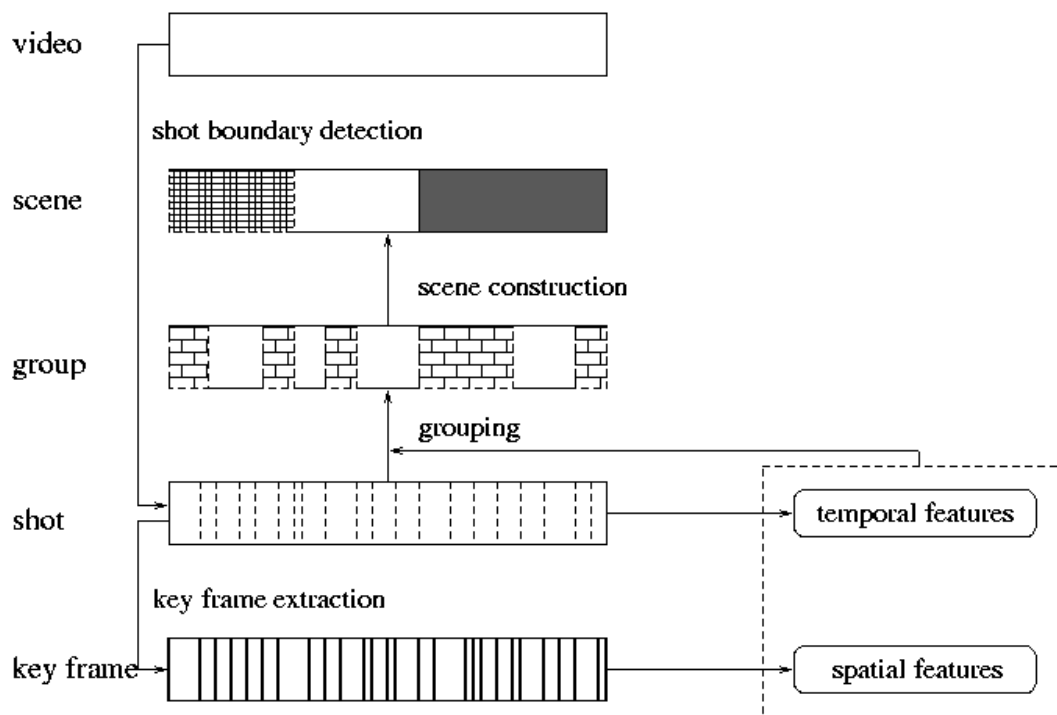 video
shot boundary detection
scene
scene construction
group
grouping
shot
temporal features
key frame extraction
key frame
spatial features